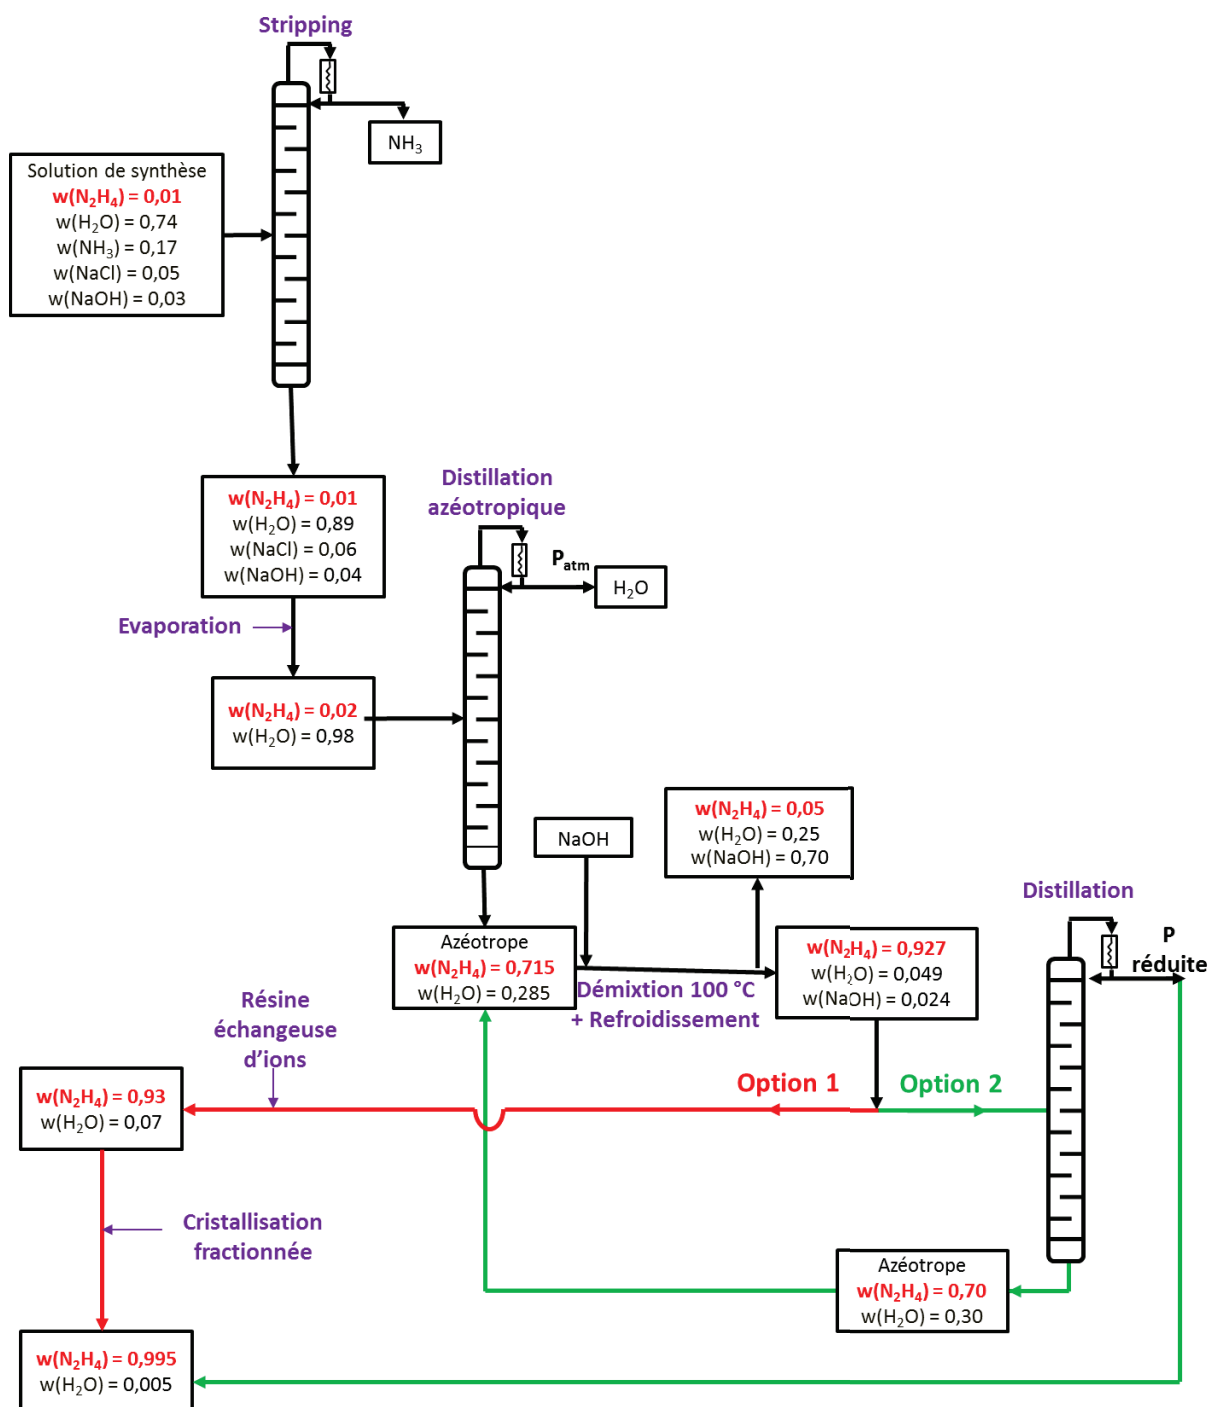 Stripping
NH₃
Solution de synthèse
w(N₂H₄) = 0,01
w(H₂O) = 0,74
w(NH₃) = 0,17
w(NaCl) = 0,05
w(NaOH) = 0,03
w(N₂H₄) = 0,01
w(H₂O) = 0,89
w(NaCl) = 0,06
w(NaOH) = 0,04
Distillation
azéotropique
P_atm
H₂O
Evaporation
w(N₂H₄) = 0,02
w(H₂O) = 0,98
NaOH
w(N₂H₄) = 0,05
w(H₂O) = 0,25
w(NaOH) = 0,70
Distillation
P
réduite
Azéotrope
w(N₂H₄) = 0,715
w(H₂O) = 0,285
Démixtion 100 °C
+ Refroidissement
w(N₂H₄) = 0,927
w(H₂O) = 0,049
w(NaOH) = 0,024
Résine
échangeuse
d’ions
Option 1
Option 2
w(N₂H₄) = 0,93
w(H₂O) = 0,07
Cristallisation
fractionnée
Azéotrope
w(N₂H₄) = 0,70
w(H₂O) = 0,30
w(N₂H₄) = 0,995
w(H₂O) = 0,005